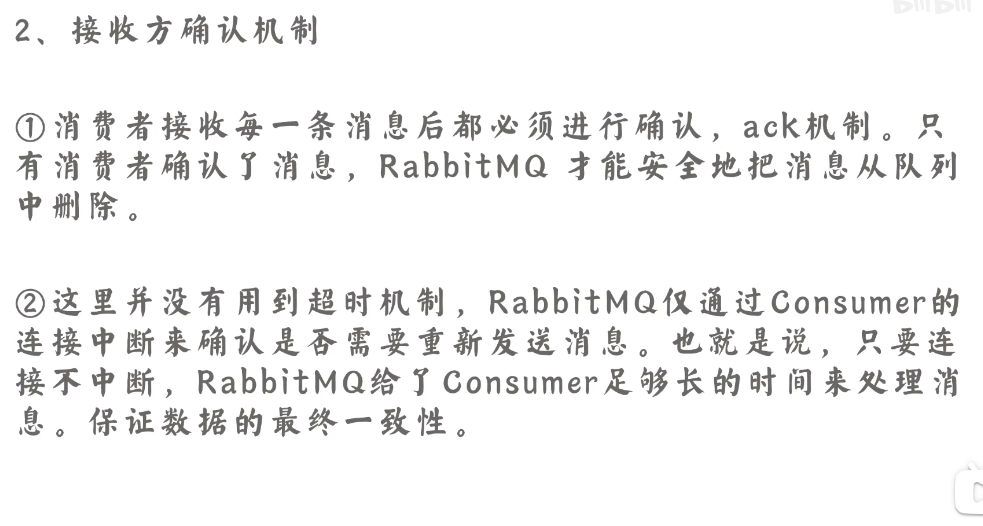 2、接收方确认机制
①消费者接收每一条消息后都必须进行确认，ack机制。只
有消费者确认了消息，RabbitMQ 才能安全地把消息从队列
中删除。
②这里并没有用到超时机制，RabbitMQ仅通过Consumer的
连接中断来确认是否需要重新发送消息。也就是说，只要连
接不中断，RabbitMQ给了Consumer足够长的时间来处理消
息。保证数据的最终一致性。